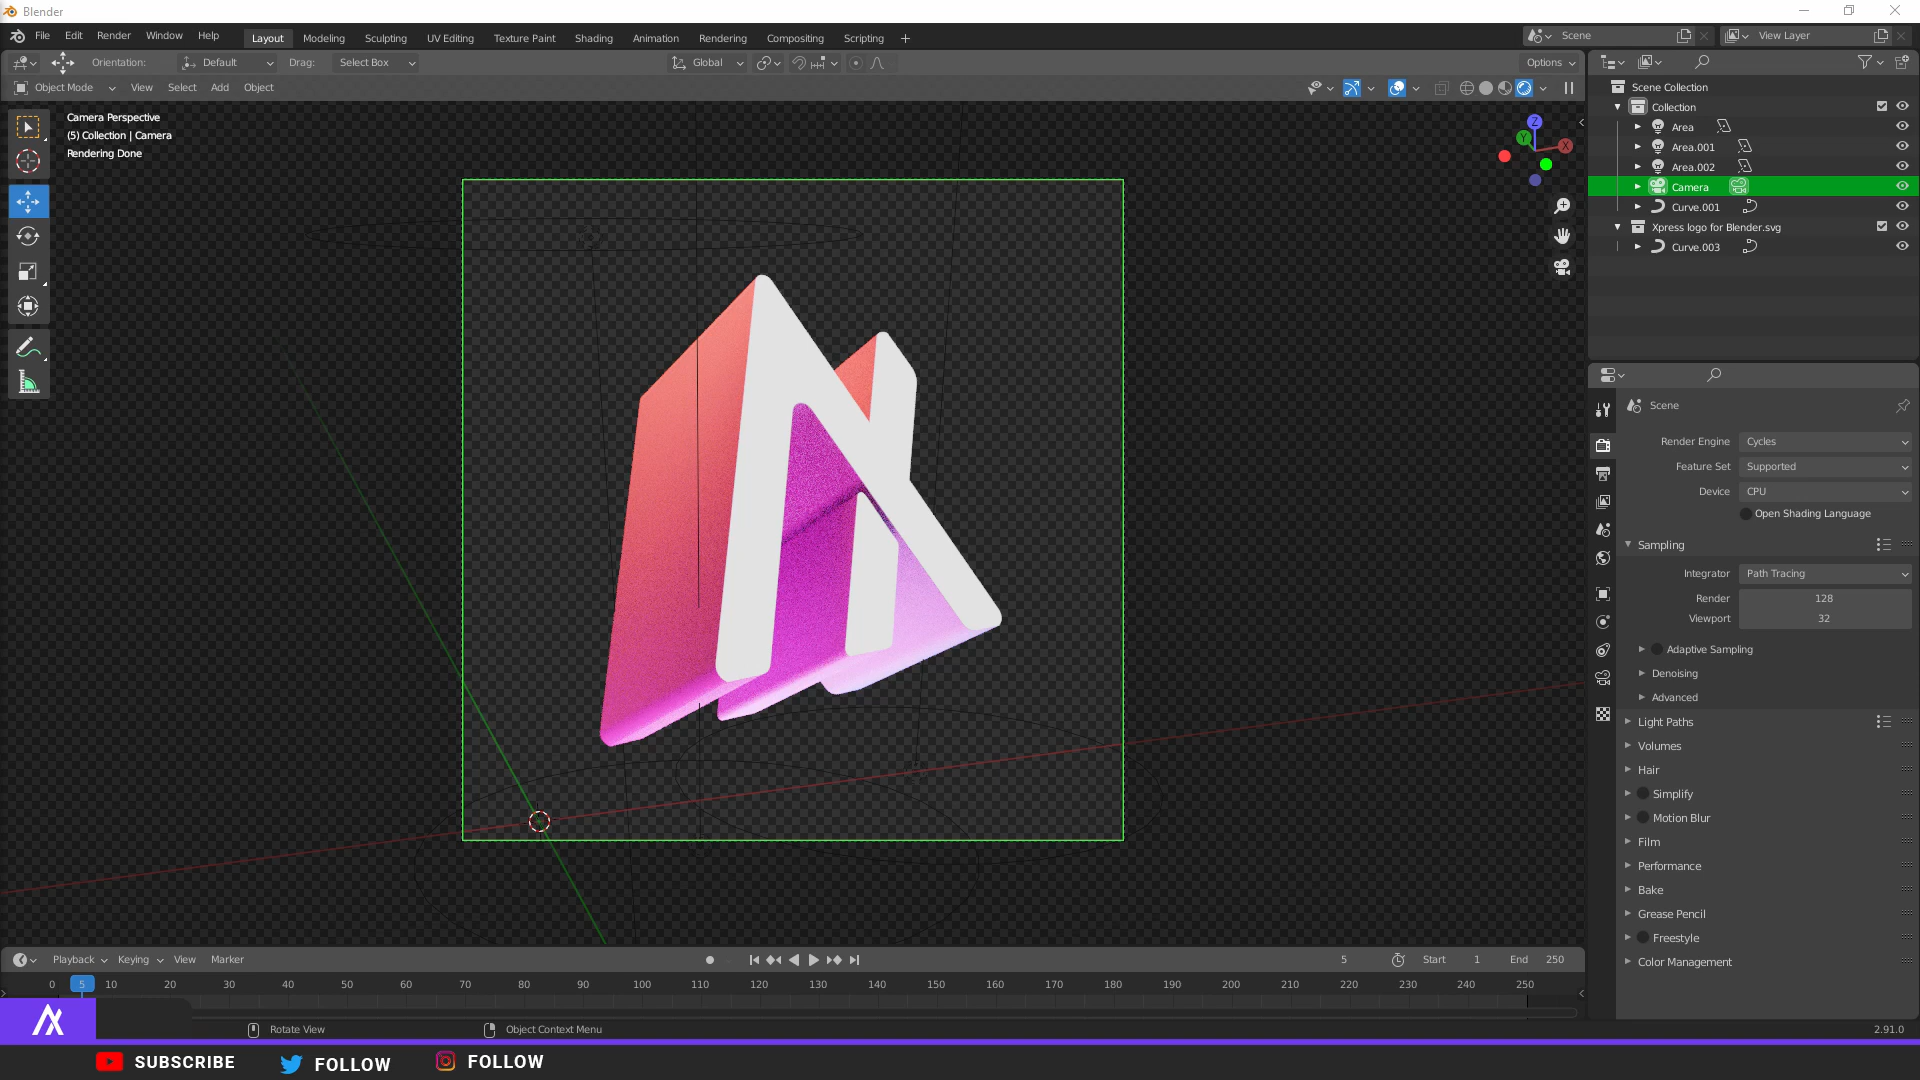 Blender
File Edit Render Window Help Layout Modeling Sculpting UV Editing Texture Paint Shading Animation Rendering Compositing Scripting + Scene View Layer
Orientation: Default Drag: Select Box Global Options
Object Mode View Select Add Object
Camera Perspective
(5) Collection | Camera
Rendering Done
Z
Y
X
Scene Collection
Collection
Area
Area.001
Area.002
Camera
Curve.001
Xpress logo for Blender.svg
Curve.003
Scene
Render Engine Cycles
Feature Set Supported
Device CPU
Open Shading Language
Sampling
Integrator Path Tracing
Render 128
Viewport 32
Adaptive Sampling
Denoising
Advanced
Light Paths
Volumes
Hair
Simplify
Motion Blur
Film
Performance
Bake
Grease Pencil
Freestyle
Color Management
Playback Keying View Marker 5 Start 1 End 250
0 5 10 20 30 40 50 60 70 80 90 100 110 120 130 140 150 160 170 180 190 200 210 220 230 240 250
Rotate View Object Context Menu 2.91.0
SUBSCRIBE FOLLOW FOLLOW